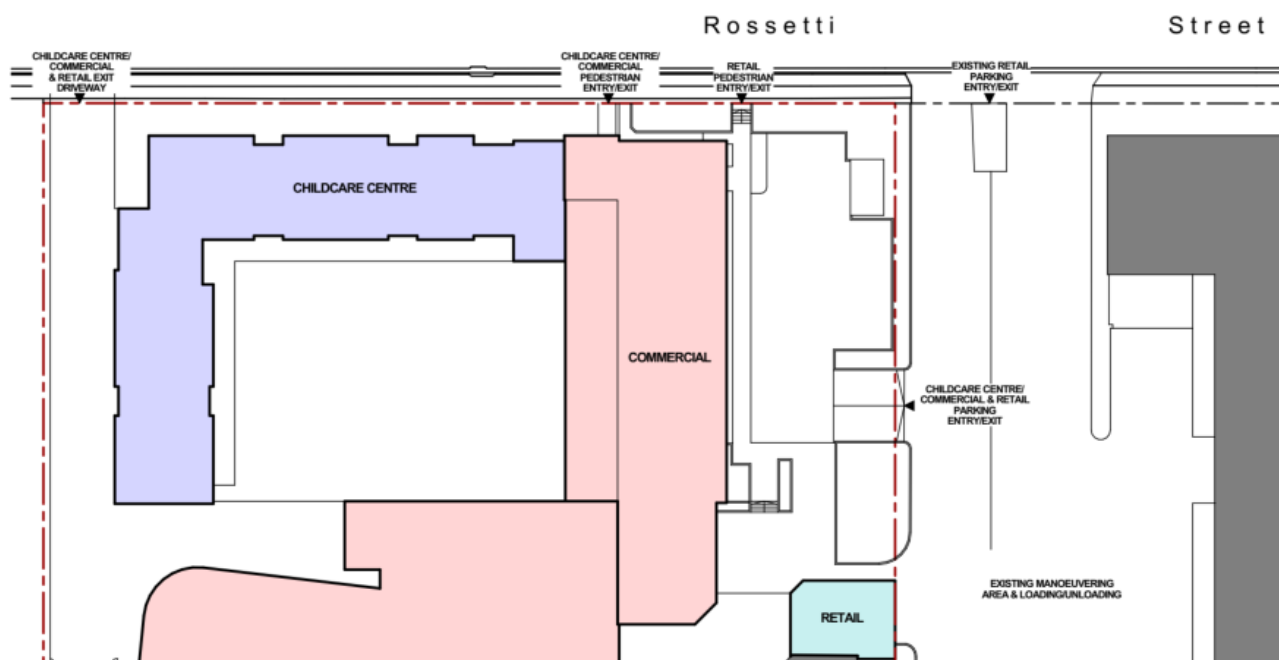 Rossetti Street
CHILDCARE CENTRE/
COMMERCIAL
& RETAIL EXIT
DRIVEWAY
CHILDCARE CENTRE/
COMMERCIAL
PEDESTRIAN
ENTRY/EXIT
RETAIL
PEDESTRIAN
ENTRY/EXIT
EXISTING RETAIL
PARKING
ENTRY/EXIT
CHILDCARE CENTRE
COMMERCIAL
CHILDCARE CENTRE/
COMMERCIAL & RETAIL
PARKING
ENTRY/EXIT
EXISTING MANOEUVERING
AREA & LOADING/UNLOADING
RETAIL